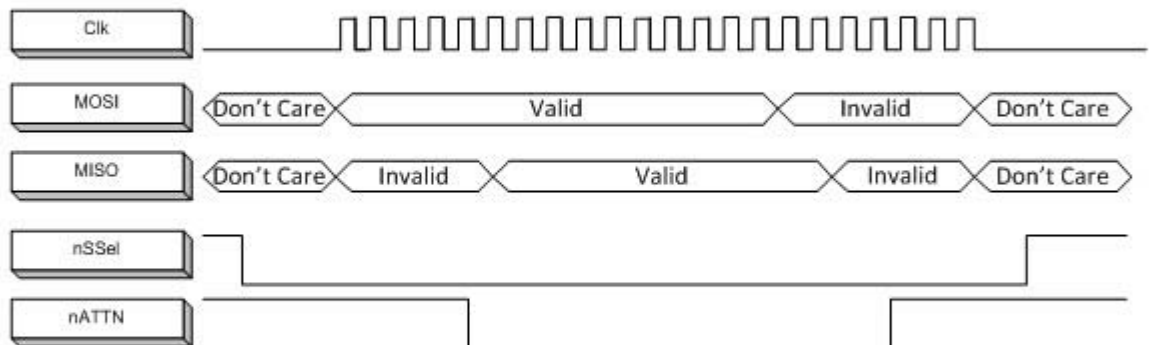 Clk
MOSI
Don't Care Valid Invalid Don't Care
MISO
Don't Care Invalid Valid Invalid Don't Care
nSSel
nATTN